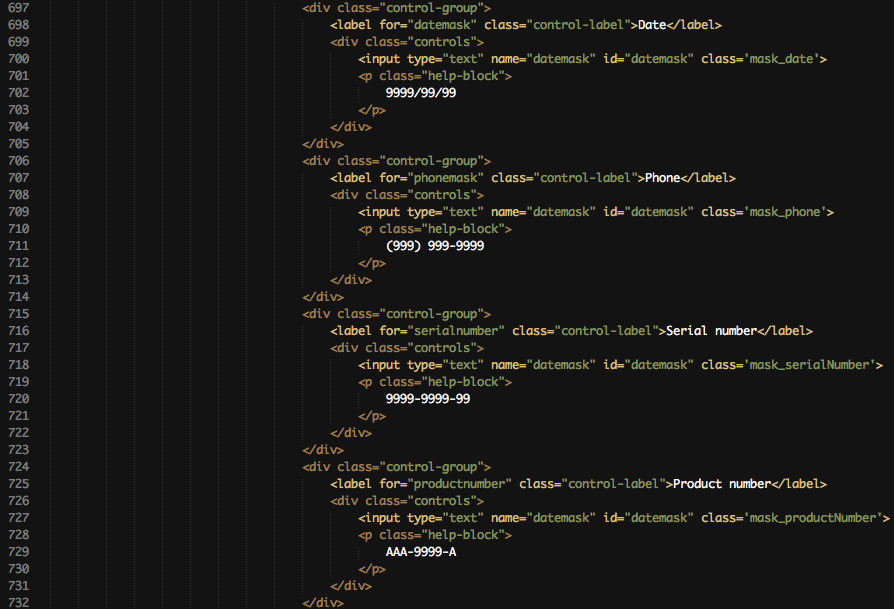 697 <div class="control-group">
698 <label for="datemask" class="control-label">Date</label>
699 <div class="controls">
700 <input type="text" name="datemask" id="datemask" class='mask_date'>
701 <p class="help-block">
702 9999/99/99
703 </p>
704 </div>
705 </div>
706 <div class="control-group">
707 <label for="phonemask" class="control-label">Phone</label>
708 <div class="controls">
709 <input type="text" name="datemask" id="datemask" class='mask_phone'>
710 <p class="help-block">
711 (999) 999-9999
712 </p>
713 </div>
714 </div>
715 <div class="control-group">
716 <label for="serialnumber" class="control-label">Serial number</label>
717 <div class="controls">
718 <input type="text" name="datemask" id="datemask" class='mask_serialNumber'>
719 <p class="help-block">
720 9999-9999-99
721 </p>
722 </div>
723 </div>
724 <div class="control-group">
725 <label for="productnumber" class="control-label">Product number</label>
726 <div class="controls">
727 <input type="text" name="datemask" id="datemask" class='mask_productNumber'>
728 <p class="help-block">
729 AAA-9999-A
730 </p>
731 </div>
732 </div>